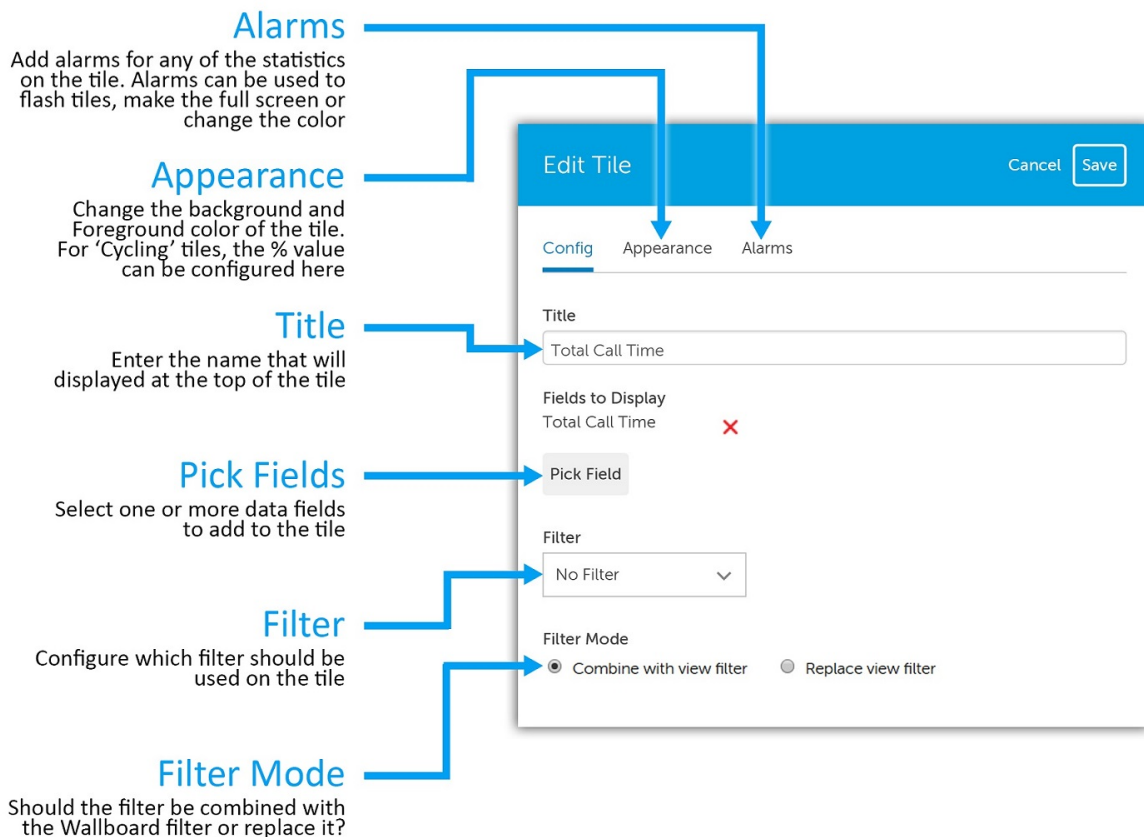 Alarms
Add alarms for any of the statistics
on the tile. Alarms can be used to
flash tiles, make the full screen or
change the color
Appearance
Change the background and
Foreground color of the tile.
For ‘Cycling’ tiles, the % value
can be configured here
Title
Enter the name that will
displayed at the top of the tile
Pick Fields
Select one or more data fields
to add to the tile
Filter
Configure which filter should be
used on the tile
Filter Mode
Should the filter be combined with
the Wallboard filter or replace it?
Edit Tile
Cancel Save
Config Appearance Alarms
Title
Total Call Time
Fields to Display
Total Call Time
Pick Field
Filter
No Filter
Filter Mode
Combine with view filter Replace view filter